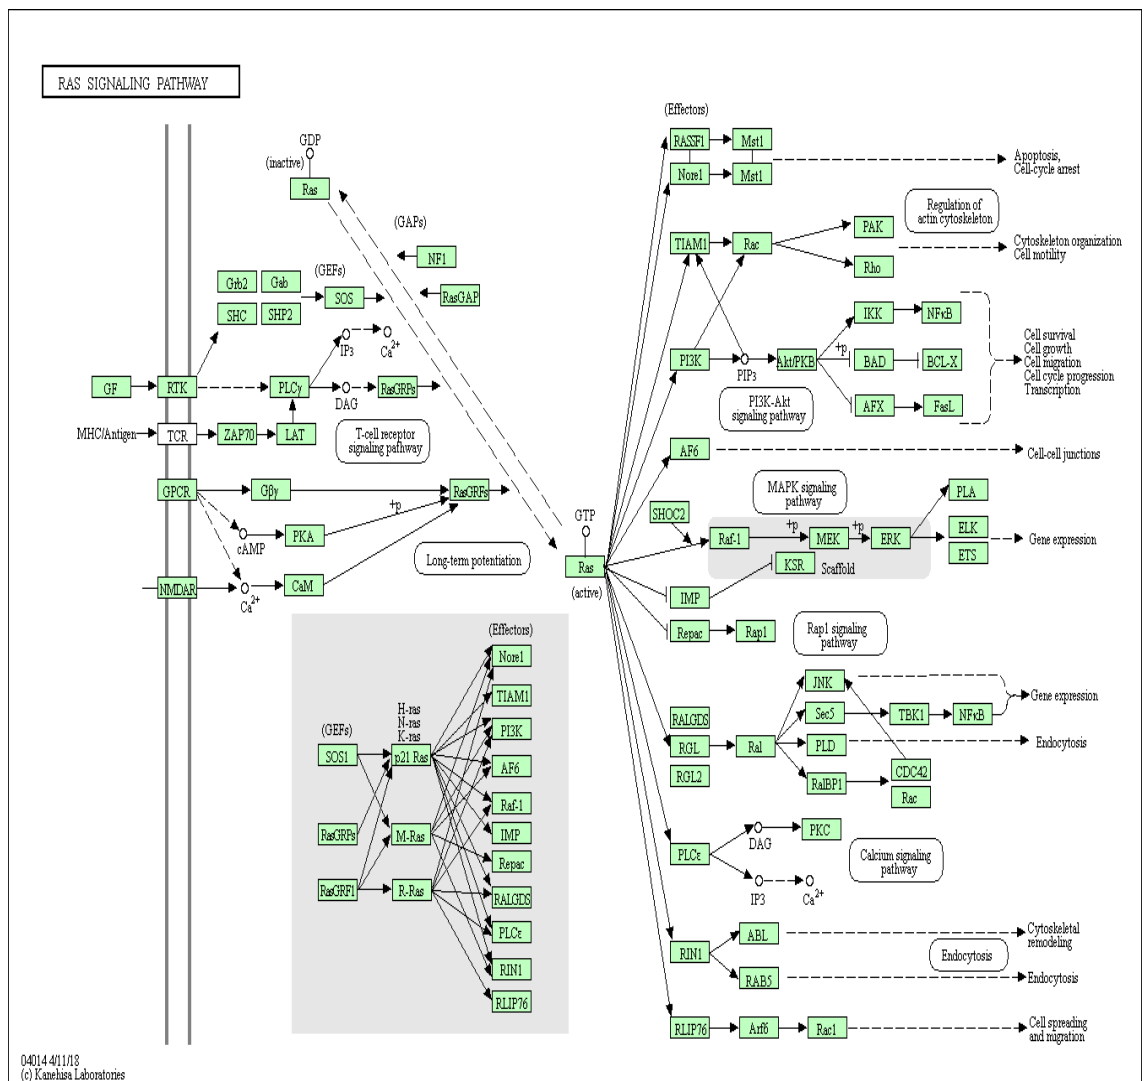 RAS SIGNALING PATHWAY
GDP
(inactive)
Ras
(GAPs)
NF1
RasGAP
(GEFs)
Grb2
Gab
SHC
SHP2
SOS
IP3
Ca2+
GF
RTK
PLCγ
DAG
RasGRPs
MHC/Antigen
TCR
ZAP70
LAT
T-cell receptor
signaling pathway
GPCR
Gβγ
RasGRFs
+p
cAMP
PKA
Long-term potentiation
NMDAR
Ca2+
CaM
GTP
Ras
(active)
(Effectors)
RASSF1
Mst1
Nore1
Mst1
Apoptosis,
Cell-cycle arrest
Regulation of
actin cytoskeleton
TIAM1
Rac
PAK
Rho
Cytoskeleton organization
Cell motility
PI3K
PIP3
Akt/PKB
+p
IKK
NFκB
BAD
BCL-X
AFX
FasL
Cell survival
Cell growth
Cell migration
Cell cycle progression
Transcription
PI3K-Akt
signaling pathway
AF6
Cell-cell junctions
MAPK signaling
pathway
SHOC2
Raf-1
+p
MEK
+p
ERK
KSR
Scaffold
PLA
ELK
ETS
Gene expression
IMP
Repac
Rap1
Rap1 signaling
pathway
RALGDS
RGL
RGL2
Ral
JNK
Sec5
TBK1
NFκB
Gene expression
PLD
Endocytosis
RalBP1
CDC42
Rac
PLCε
DAG
PKC
IP3
Ca2+
Calcium signaling
pathway
RIN1
ABL
Cytoskeletal
remodeling
RAB5
Endocytosis
Endocytosis
RLIP76
Arf6
Rac1
Cell spreading
and migration
(Effectors)
Nore1
TIAM1
PI3K
AF6
Raf-1
IMP
Repac
RALGDS
PLCε
RIN1
RLIP76
(GEFs)
SOS1
RasGRPs
RasGRF1
H-ras
N-ras
K-ras
p21 Ras
M-Ras
R-Ras
04014 4/11/18
(c) Kanehisa Laboratories